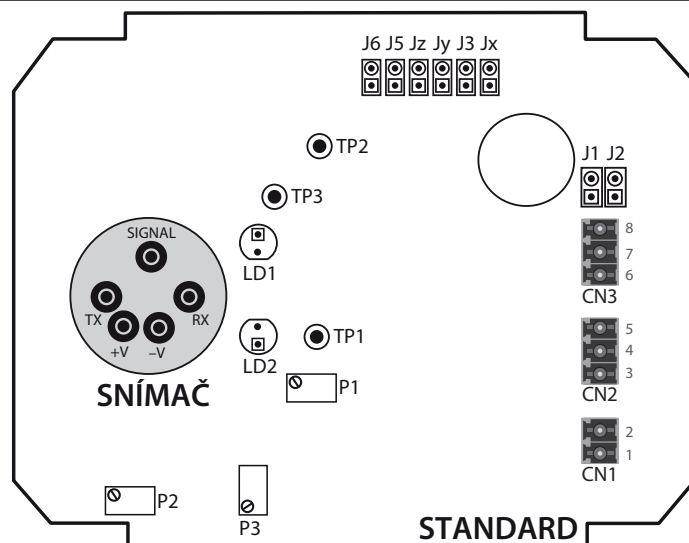 J6 J5 Jz Jy J3 Jx
TP2
J1 J2
TP3
SIGNAL
8
LD1
7
6
TX
RX
CN3
+V
–V
5
TP1
4
LD2
3
SNÍMAČ
P1
CN2
2
1
CN1
P2
P3
STANDARD